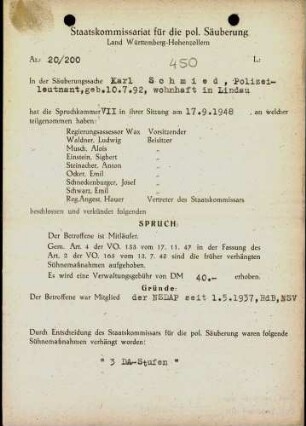 Staatskommissariat für die pol. Säuberung
Land Württemberg-Hohenzollern
Az.: 20/200
450
L:
In der Säuberungssache Karl Schmied, Polizei-
leutnant, geb. 10.7.92, wohnhaft in Lindau
hat die Spruchkammer VII in ihrer Sitzung am 17.9.1948 , an welcher
teilgenommen haben:
Regierungsassessor Wax Vorsitzender
Waldner, Ludwig Beisitzer
Musch, Alois "
Einstein, Sigbert "
Steinacher, Anton "
Oster, Emil "
Schneckenburger, Josef "
Schwarz, Emil "
Reg.Angest. Hauer Vertreter des Staatskommissars
beschlossen und verkündet folgenden
SPRUCH:
Der Betroffene ist Mitläufer.
Gem. Art. 4 der VO. 133 vom 17. 11. 47 in der Fassung des
Art. 2 der VO. 165 vom 13. 7. 48 sind die früher verhängten
Sühnemaßnahmen aufgehoben.
Es wird eine Verwaltungsgebühr von DM 40.- erhoben.
Gründe:
Der Betroffene war Mitglied der NSDAP seit 1.5.1937, RdB, NSV
Durch Entscheidung des Staatskommissars für die pol. Säuberung waren folgende
Sühnemaßnahmen verhängt worden:
" 3 DA-Stufen "